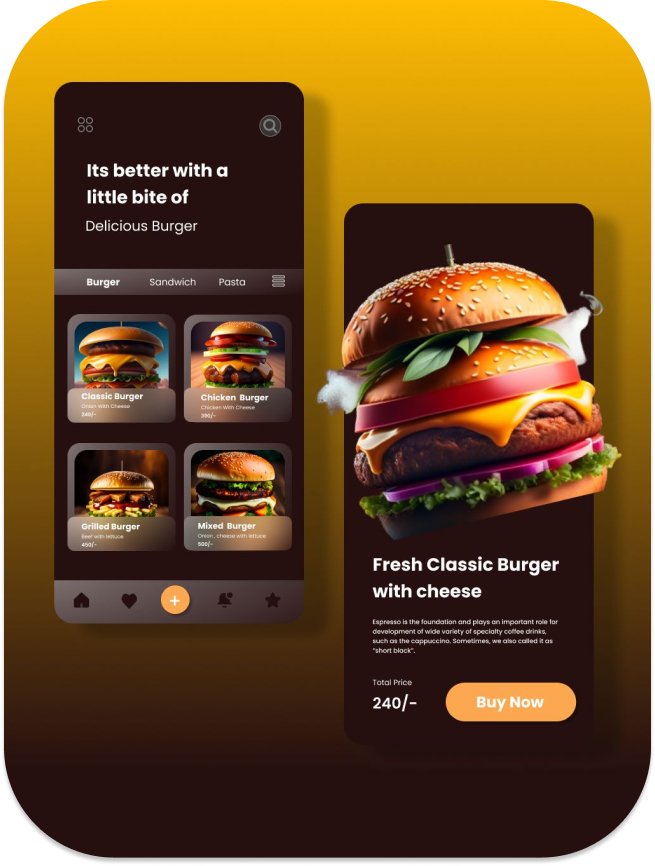 Its better with a
little bite of
Delicious Burger
Burger Sandwich Pasta
Classic Burger
Onion With Cheese
240/-
Chicken Burger
Chicken With Cheese
280/-
Grilled Burger
Beef with lettuce
450/-
Mixed Burger
Onion , cheese with lettuce
500/-
Fresh Classic Burger
with cheese
Espresso is the foundation and plays an important role for
development of wide variety of specialty coffee drinks,
such as the cappuccino. Sometimes, we also called it as
"short black".
Total Price
240/-
Buy Now